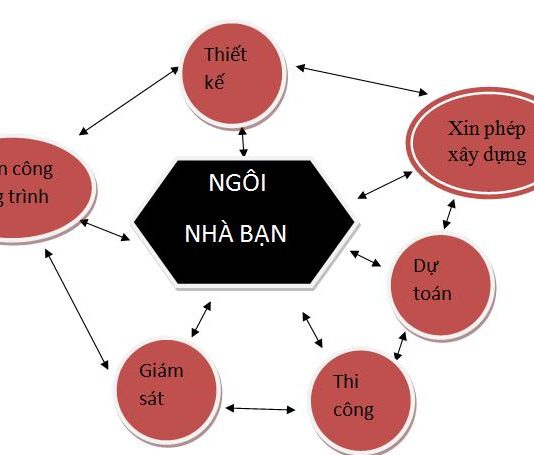 Thiết
kế
Xin phép
xây dựng
n công
trình
NGÔI
NHÀ BẠN
Dự
toán
Giám
sát
Thi
công